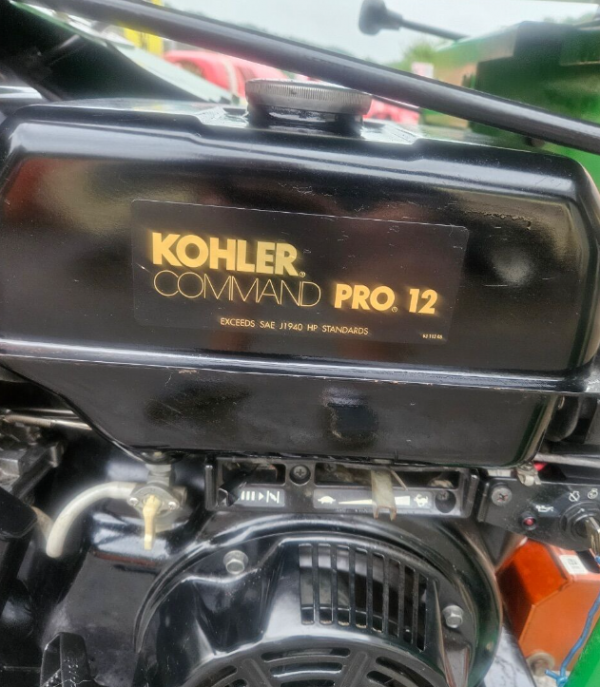 KOHLER®
COMMAND PRO® 12
EXCEEDS SAE J1940 HP STANDARDS